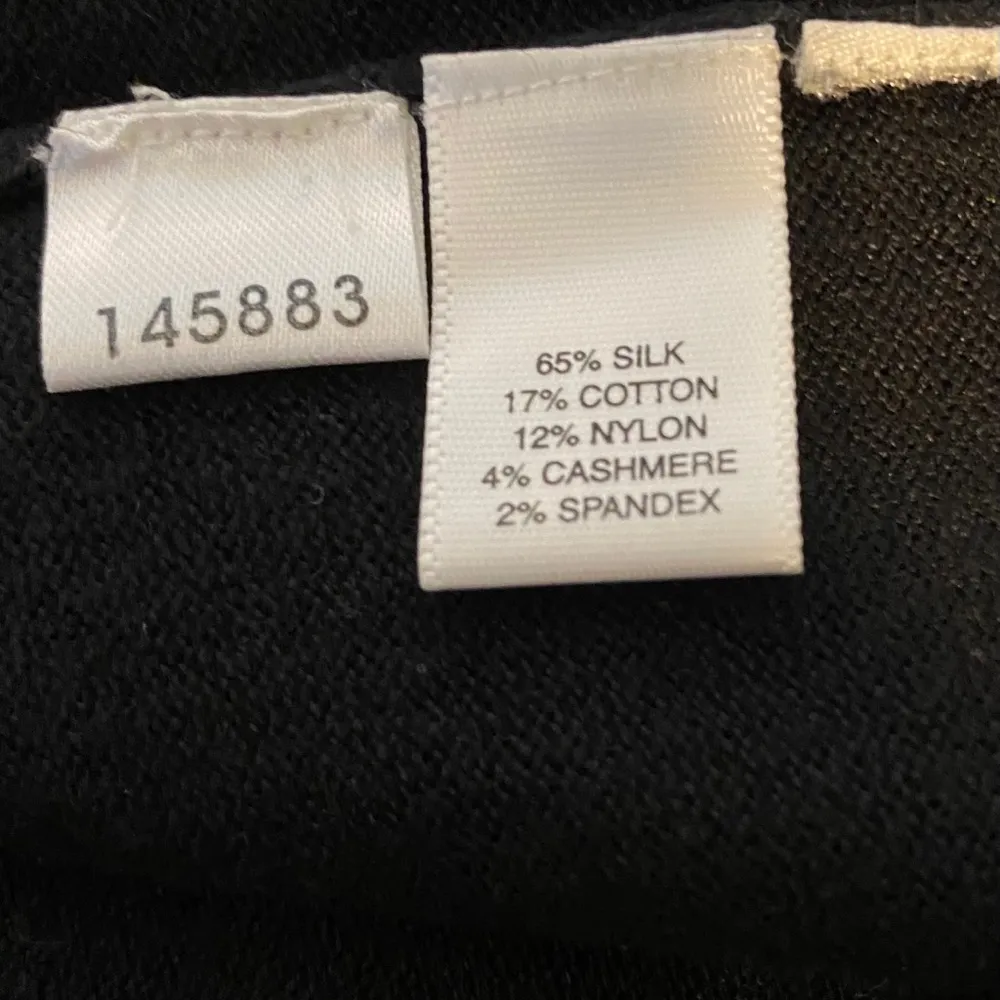 145883
65% SILK
17% COTTON
12% NYLON
4% CASHMERE
2% SPANDEX